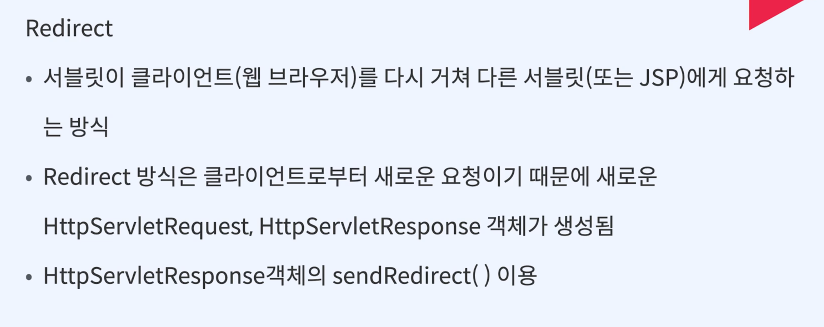 Redirect
• 서블릿이 클라이언트(웹 브라우저)를 다시 거쳐 다른 서블릿(또는 JSP)에게 요청하
는 방식
• Redirect 방식은 클라이언트로부터 새로운 요청이기 때문에 새로운
HttpServletRequest, HttpServletResponse 객체가 생성됨
• HttpServletResponse객체의 sendRedirect( ) 이용